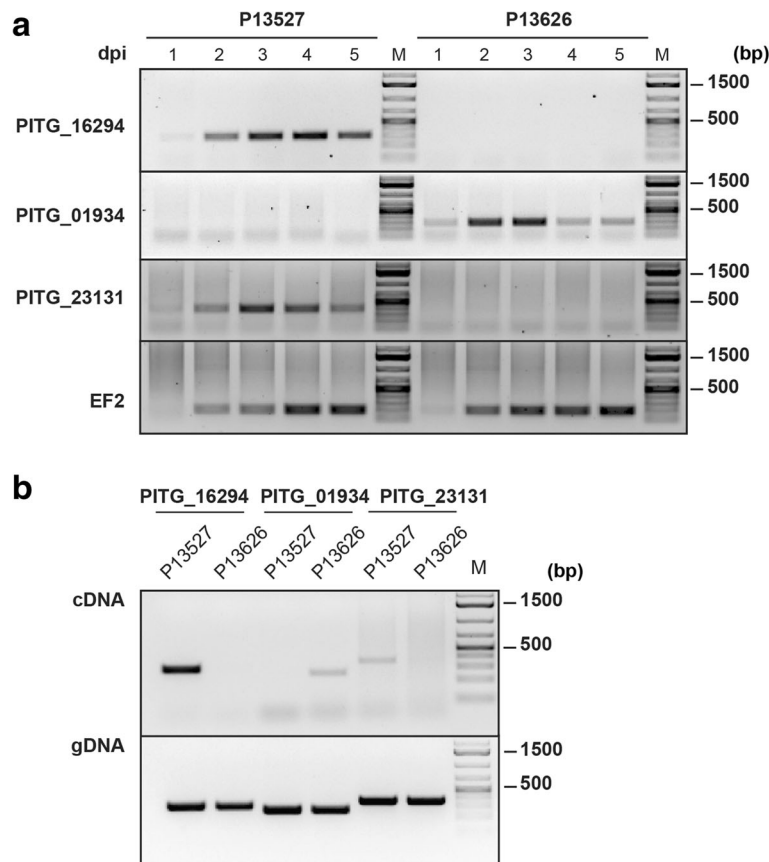 a
P13527 P13626
dpi 1 2 3 4 5 M 1 2 3 4 5 M (bp)
PITG_16294
1500
500
PITG_01934
1500
500
PITG_23131
1500
500
EF2
1500
500
b
PITG_16294 PITG_01934 PITG_23131
P13527 P13626 P13527 P13626 P13527 P13626 M (bp)
cDNA
1500
500
gDNA
1500
500